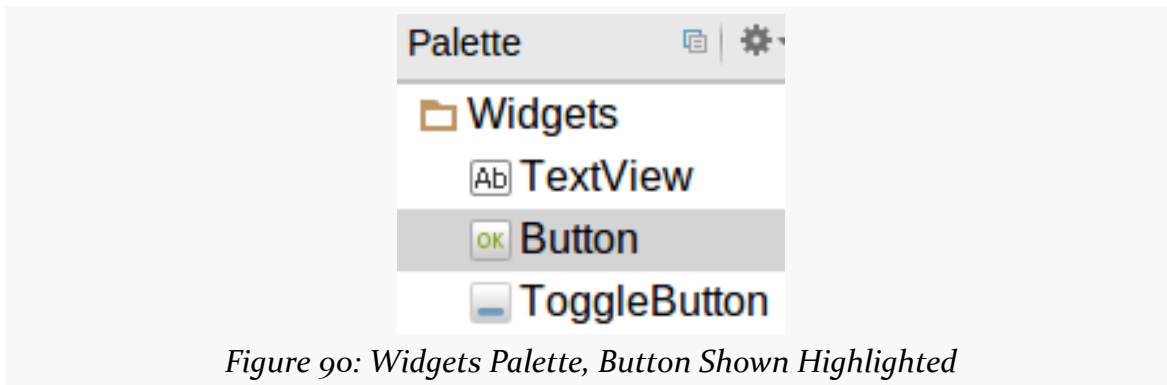 Palette
Widgets
Ab TextView
OK Button
ToggleButton
Figure 90: Widgets Palette, Button Shown Highlighted